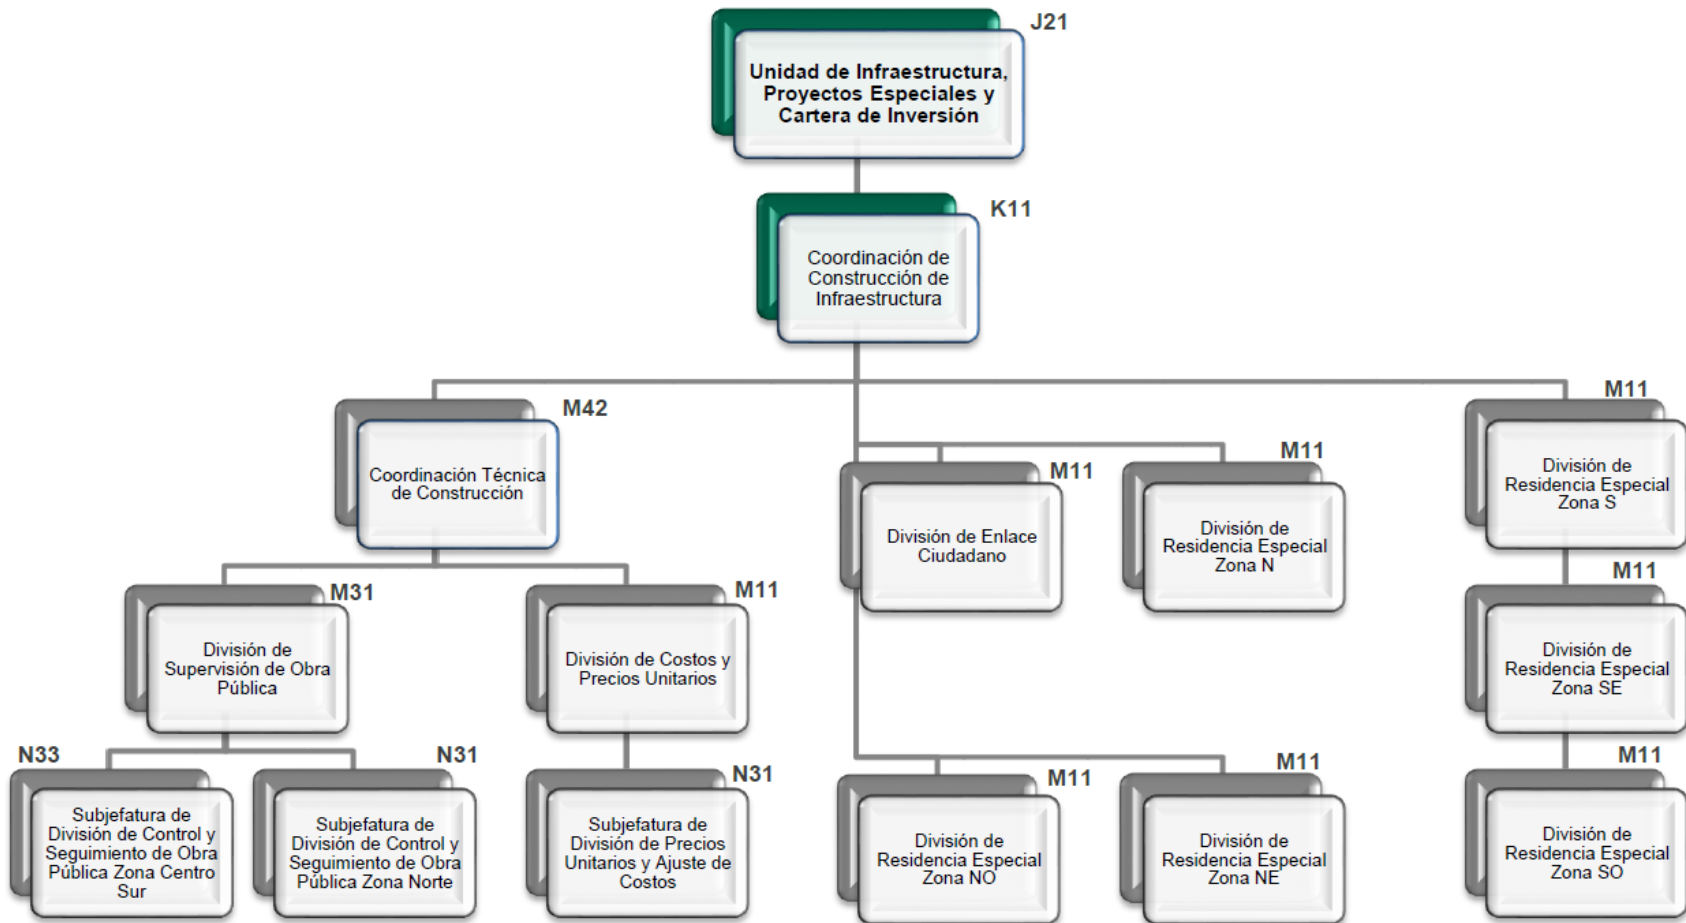 J21
Unidad de Infraestructura,
Proyectos Especiales y
Cartera de Inversión
K11
Coordinación de
Construcción de
Infraestructura
M42
Coordinación Técnica
de Construcción
M11
División de Enlace
Ciudadano
M11
División de
Residencia Especial
Zona N
M11
División de
Residencia Especial
Zona S
M31
División de
Supervisión de Obra
Pública
M11
División de Costos y
Precios Unitarios
M11
División de
Residencia Especial
Zona SE
N33
Subjefatura de
División de Control y
Seguimiento de Obra
Pública Zona Centro
Sur
N31
Subjefatura de
División de Control y
Seguimiento de Obra
Pública Zona Norte
N31
Subjefatura de
División de Precios
Unitarios y Ajuste de
Costos
M11
División de
Residencia Especial
Zona NO
M11
División de
Residencia Especial
Zona NE
M11
División de
Residencia Especial
Zona SO